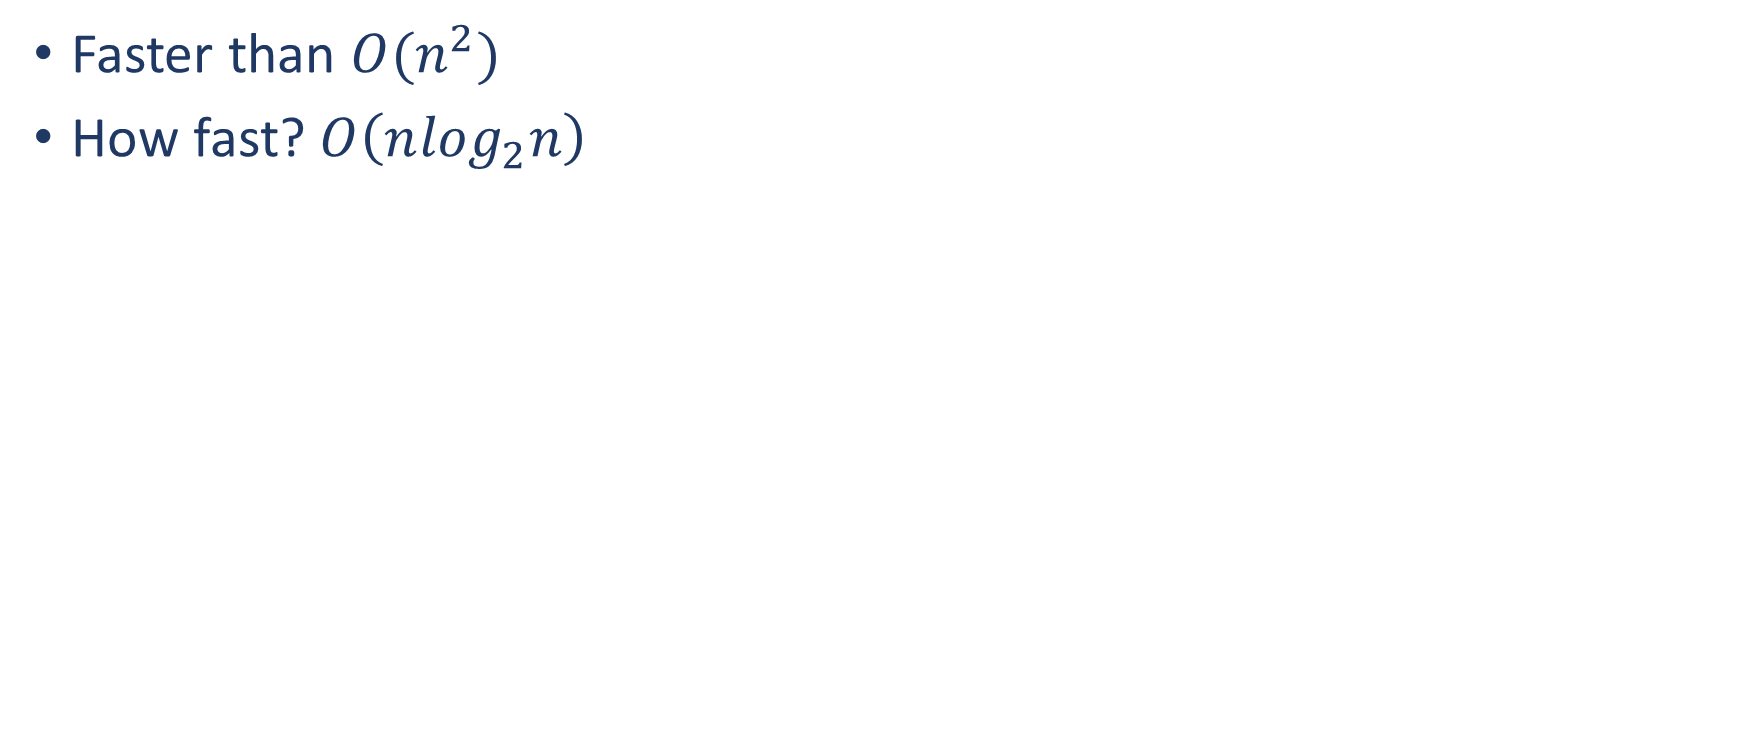 • Faster than 𝑂(𝑛²)
• How fast? 𝑂(𝑛𝑙𝑜𝑔₂𝑛)